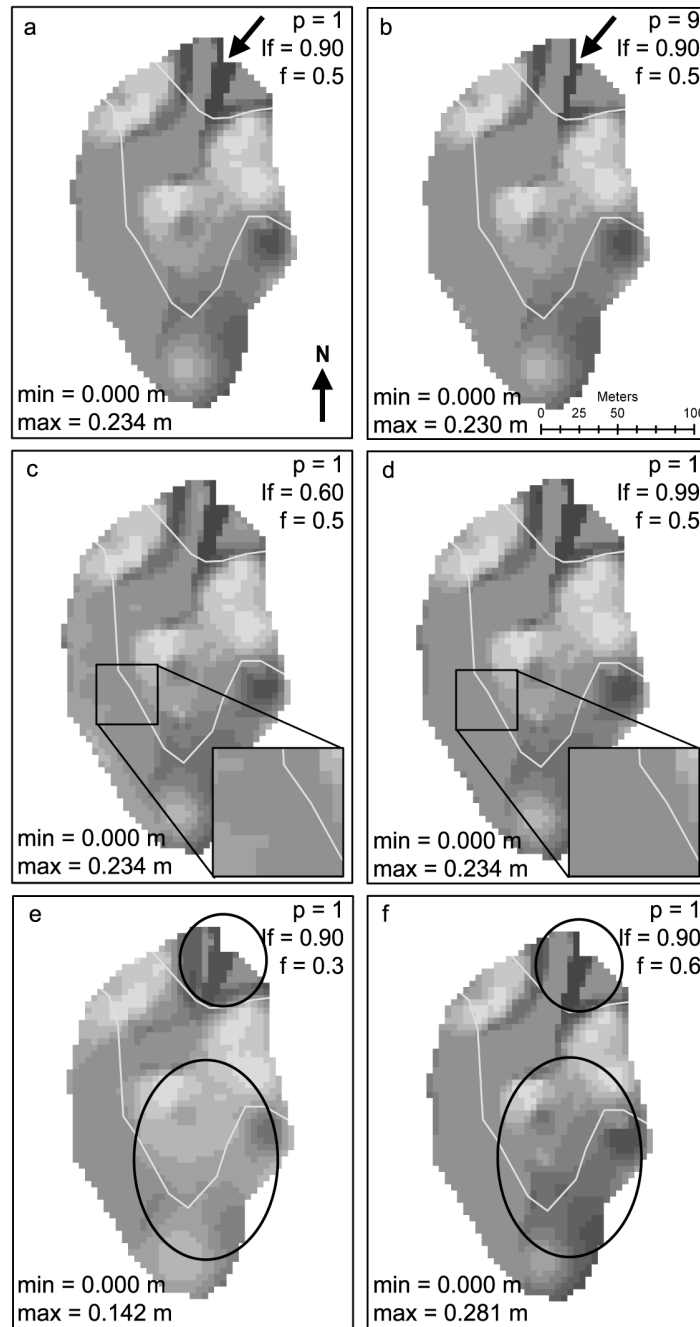 a
p = 1
lf = 0.90
f = 0.5
N
min = 0.000 m
max = 0.234 m
b
p = 9
lf = 0.90
f = 0.5
min = 0.000 m
max = 0.230 m
Meters
0 25 50 100
c
p = 1
lf = 0.60
f = 0.5
min = 0.000 m
max = 0.234 m
d
p = 1
lf = 0.99
f = 0.5
min = 0.000 m
max = 0.234 m
e
p = 1
lf = 0.90
f = 0.3
min = 0.000 m
max = 0.142 m
f
p = 1
lf = 0.90
f = 0.6
min = 0.000 m
max = 0.281 m